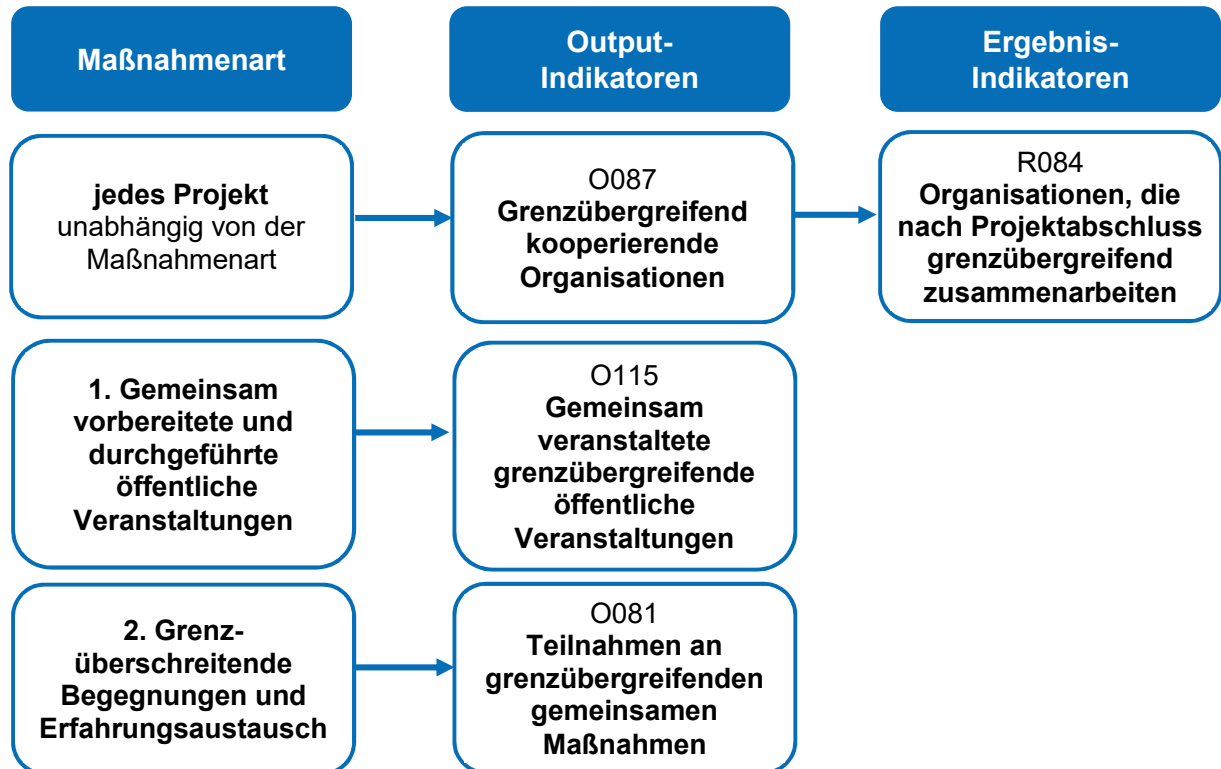 Maßnahmenart
Output-
Indikatoren
Ergebnis-
Indikatoren
jedes Projekt
unabhängig von der
Maßnahmenart
O087
Grenzübergreifend
kooperierende
Organisationen
R084
Organisationen, die
nach Projektabschluss
grenzübergreifend
zusammenarbeiten
1. Gemeinsam
vorbereitete und
durchgeführte
öffentliche
Veranstaltungen
O115
Gemeinsam
veranstaltete
grenzübergreifende
öffentliche
Veranstaltungen
2. Grenz-
überschreitende
Begegnungen und
Erfahrungsaustausch
O081
Teilnahmen an
grenzübergreifenden
gemeinsamen
Maßnahmen